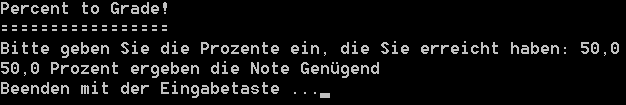 Percent to Grade!
=================
Bitte geben Sie die Prozente ein, die Sie erreicht haben: 50,0
50,0 Prozent ergeben die Note Genügend
Beenden mit der Eingabetaste ..._